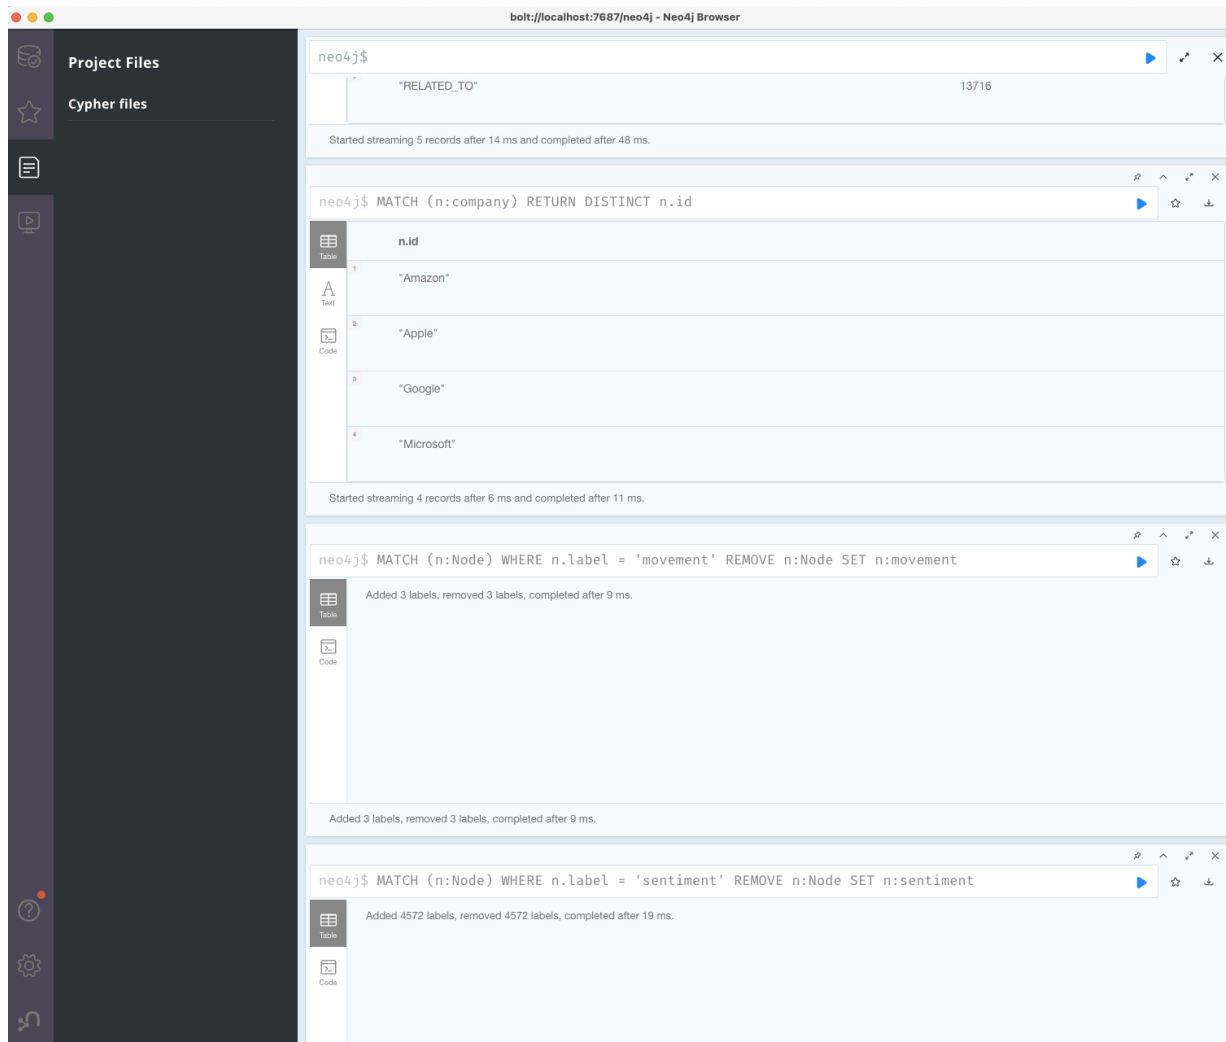 bolt://localhost:7687/neo4j - Neo4j Browser
Project Files
Cypher files
neo4j$
"RELATED_TO" 13716
Started streaming 5 records after 14 ms and completed after 48 ms.
neo4j$ MATCH (n:company) RETURN DISTINCT n.id
Table
Text
Code
n.id
1
"Amazon"
2
"Apple"
3
"Google"
4
"Microsoft"
Started streaming 4 records after 6 ms and completed after 11 ms.
neo4j$ MATCH (n:Node) WHERE n.label = 'movement' REMOVE n:Node SET n:movement
Table
Code
Added 3 labels, removed 3 labels, completed after 9 ms.
Added 3 labels, removed 3 labels, completed after 9 ms.
neo4j$ MATCH (n:Node) WHERE n.label = 'sentiment' REMOVE n:Node SET n:sentiment
Table
Code
Added 4572 labels, removed 4572 labels, completed after 19 ms.